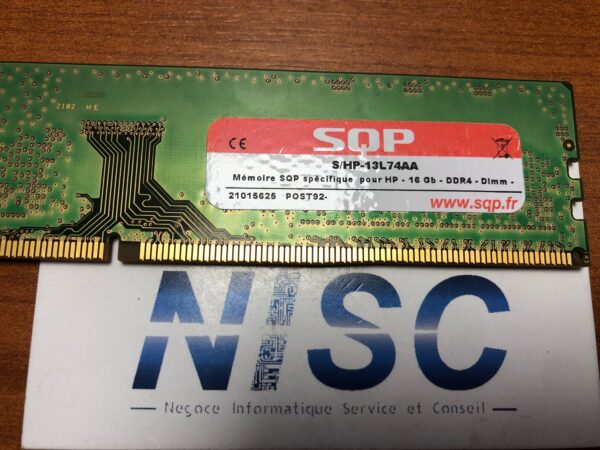 2102 HE
SQP
CE
S/HP-13L74AA
Mémoire SQP spécifique pour HP - 16 Gb - DDR4 - Dimm -
21015625 POST92-
www.sqp.fr
NISC
Negoce Informatique Service et Conseil